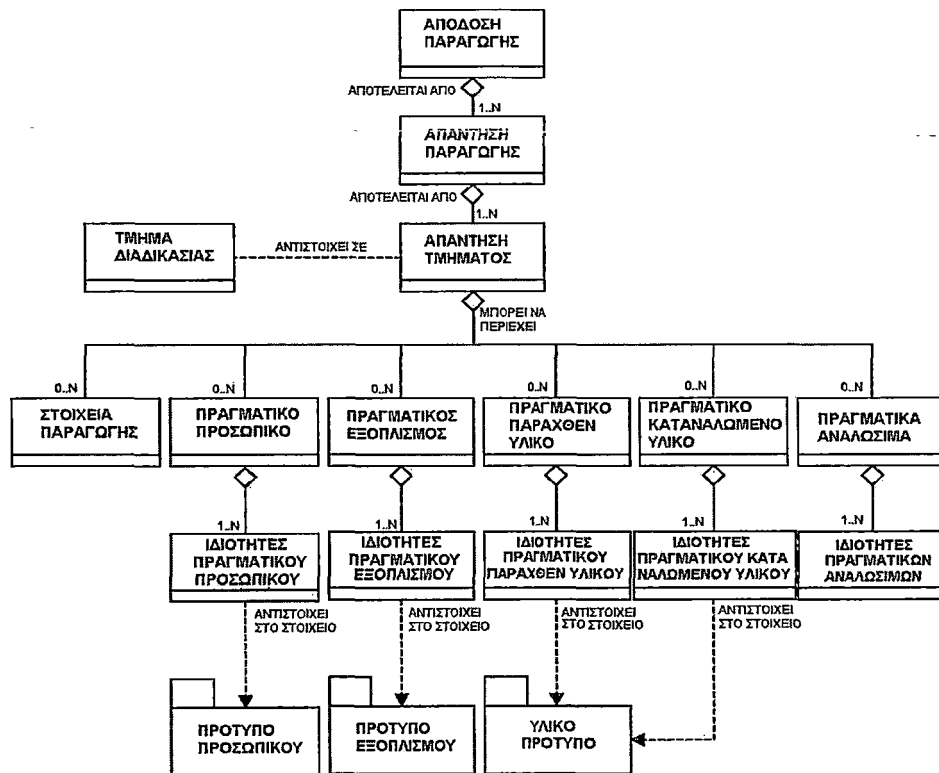 ΑΠΟΔΟΣΗ
ΠΑΡΑΓΩΓΗΣ
ΑΠΟΤΕΛΕΙΤΑΙ ΑΠΟ
1..N
ΑΠΑΝΤΗΣΗ
ΠΑΡΑΓΩΓΗΣ
ΑΠΟΤΕΛΕΙΤΑΙ ΑΠΟ
1..N
ΤΜΗΜΑ
ΔΙΑΔΙΚΑΣΙΑΣ
ΑΝΤΙΣΤΟΙΧΕΙ ΣΕ
ΑΠΑΝΤΗΣΗ
ΤΜΗΜΑΤΟΣ
ΜΠΟΡΕΙ ΝΑ
ΠΕΡΙΕΧΕΙ
0..N 0..N 0..N 0..N 0..N 0..N
ΣΤΟΙΧΕΙΑ
ΠΑΡΑΓΩΓΗΣ
ΠΡΑΓΜΑΤΙΚΟ
ΠΡΟΣΩΠΙΚΟ
ΠΡΑΓΜΑΤΙΚΟΣ
ΕΞΟΠΛΙΣΜΟΣ
ΠΡΑΓΜΑΤΙΚΟ
ΠΑΡΑΧΘΕΝ
ΥΛΙΚΟ
ΠΡΑΓΜΑΤΙΚΟ
ΚΑΤΑΝΑΛΩΜΕΝΟ
ΥΛΙΚΟ
ΠΡΑΓΜΑΤΙΚΑ
ΑΝΑΛΩΣΙΜΑ
1..N 1..N 1..N 1..N 1..N
ΙΔΙΟΤΗΤΕΣ
ΠΡΑΓΜΑΤΙΚΟΥ
ΠΡΟΣΩΠΙΚΟΥ
ΙΔΙΟΤΗΤΕΣ
ΠΡΑΓΜΑΤΙΚΟΥ
ΕΞΟΠΛΙΣΜΟΥ
ΙΔΙΟΤΗΤΕΣ
ΠΡΑΓΜΑΤΙΚΟΥ
ΠΑΡΑΧΘΕΝ ΥΛΙΚΟΥ
ΙΔΙΟΤΗΤΕΣ
ΠΡΑΓΜΑΤΙΚΟΥ ΚΑΤΑ
ΝΑΛΩΜΕΝΟΥ ΥΛΙΚΟΥ
ΙΔΙΟΤΗΤΕΣ
ΠΡΑΓΜΑΤΙΚΩΝ
ΑΝΑΛΩΣΙΜΩΝ
ΑΝΤΙΣΤΟΙΧΕΙ
ΣΤΟ ΣΤΟΙΧΕΙΟ
ΑΝΤΙΣΤΟΙΧΕΙ
ΣΤΟ ΣΤΟΙΧΕΙΟ
ΑΝΤΙΣΤΟΙΧΕΙ
ΣΤΟ ΣΤΟΙΧΕΙΟ
ΑΝΤΙΣΤΟΙΧΕΙ
ΣΤΟ ΣΤΟΙΧΕΙΟ
ΠΡΟΤΥΠΟ
ΠΡΟΣΩΠΙΚΟΥ
ΠΡΟΤΥΠΟ
ΕΞΟΠΛΙΣΜΟΥ
ΥΛΙΚΟ
ΠΡΟΤΥΠΟ